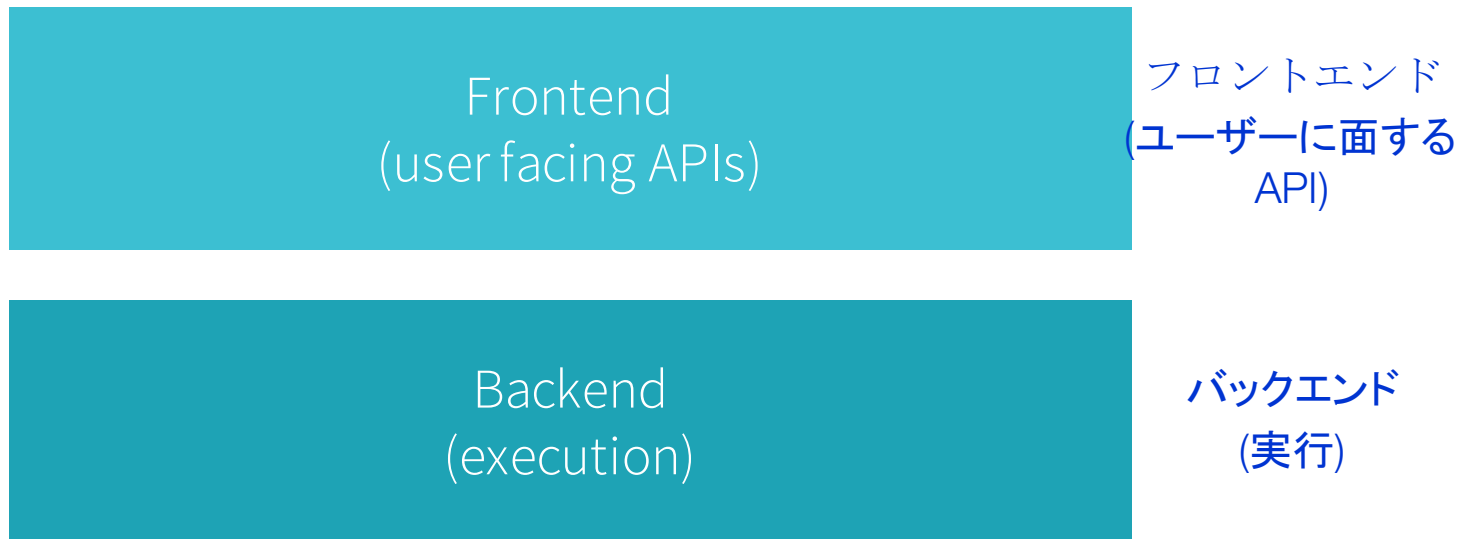 Frontend
(user facing APIs)
フロントエンド
(ユーザーに面する
API)
Backend
(execution)
バックエンド
(実行)